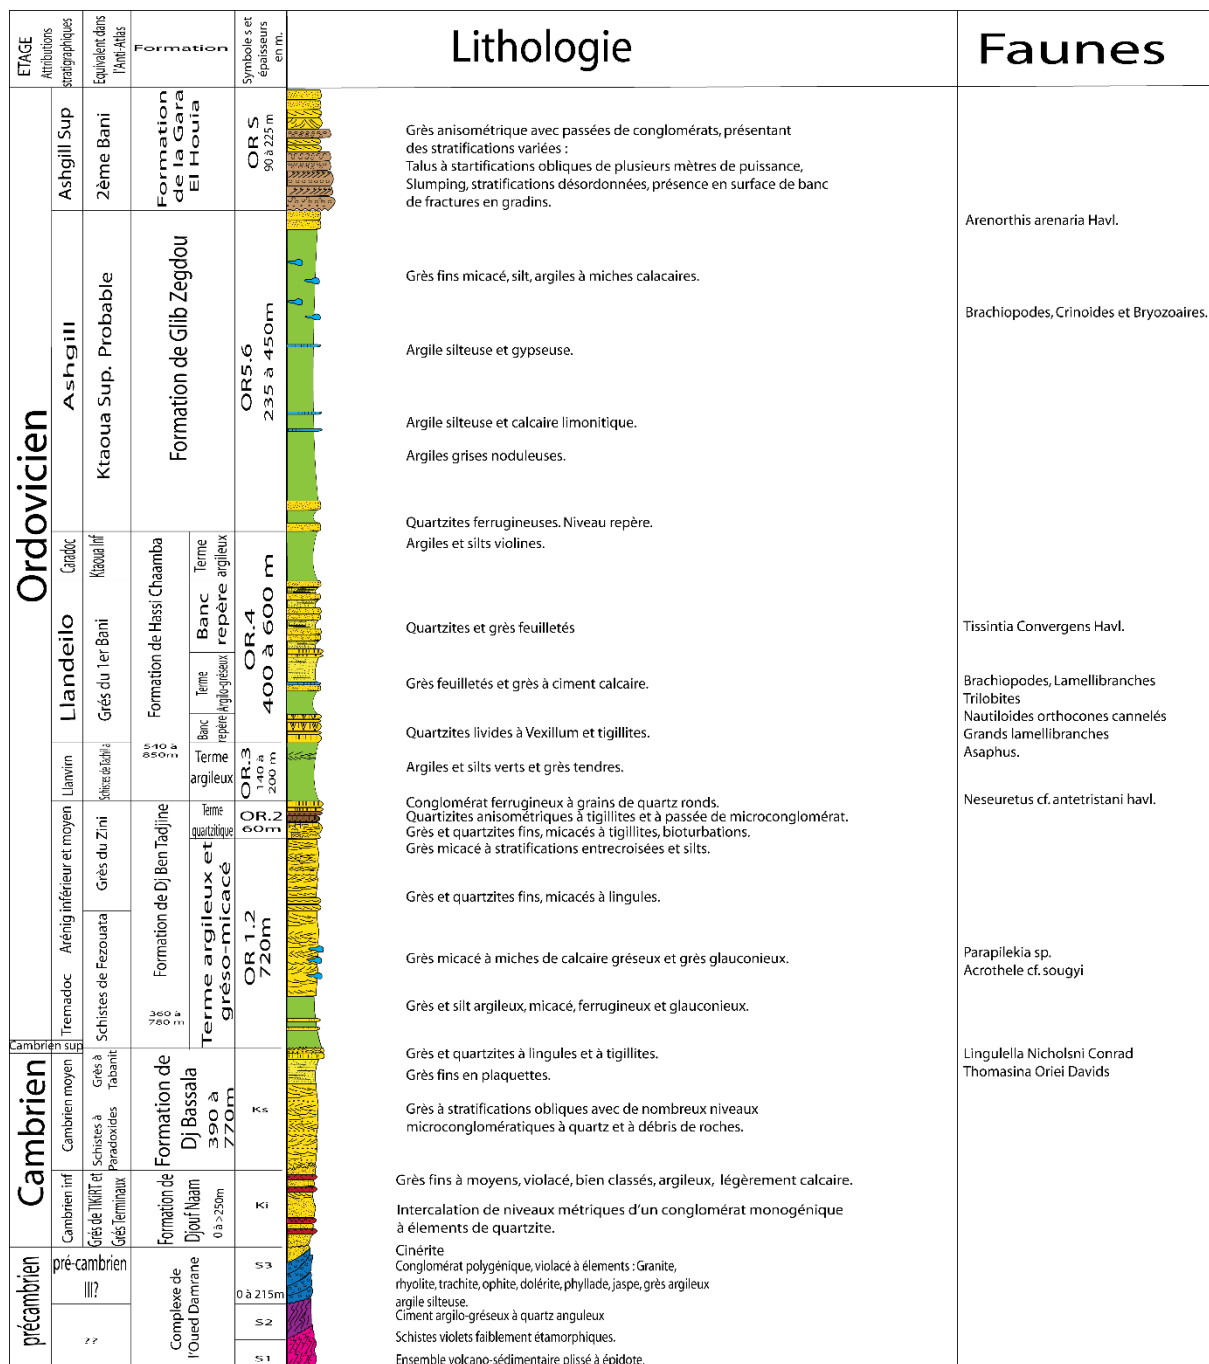 ETAGE
Attributions
stratigraphiques
Equivalent dans
l'Anti-Atlas
Formation
Symbole s et
épaisseurs
en m.
Lithologie
Faunes
Ordovicien
Ashgill Sup
2ème Bani
Formation
de la Gara
El Houia
OR S
90 à 225 m
Grès anisométrique avec passées de conglomérats, présentant
des stratifications variées :
Talus à startifications obliques de plusieurs mètres de puissance,
Slumping, stratifications désordonnées, présence en surface de banc
de fractures en gradins.
Ashgill
Ktaoua Sup. Probable
Formation de Glib Zegdou
OR5.6
235 à 450m
Arenorthis arenaria Havl.
Grès fins micacé, silt, argiles à miches calacaires.
Brachiopodes, Crinoides et Bryozoaires.
Argile silteuse et gypseuse.
Argile silteuse et calcaire limonitique.
Argiles grises noduleuses.
Quartzites ferrugineuses. Niveau repère.
Caradoc
Ktaoua Inf
Formation de Hassi Chaamba
540 à
850m
Terme
argileux
OR.4
400 à 600 m
Argiles et silts violines.
Llandeilo
Grés du 1er Bani
Banc
repère
Quartzites et grès feuilletés
Tissintia Convergens Havl.
Terme
Argilo-gréseux
Grès feuilletés et grès à ciment calcaire.
Brachiopodes, Lamellibranches
Trilobites
Nautiloides orthocones cannelés
Grands lamellibranches
Asaphus.
Banc
repère
Quartzites livides à Vexillum et tigillites.
Llanvirn
Schistes de Tachila
Terme
argileux
OR.3
140 à
200 m
Argiles et silts verts et grès tendres.
Neseuretus cf. antetristani havl.
Arénig inférieur et moyen
Grès du Zini
Formation de Dj Ben Tadjine
360 à
780 m
Terme
quartzitique
OR.2
60m
Conglomérat ferrugineux à grains de quartz ronds.
Quartizites anisométriques à tigillites et à passée de microconglomérat.
Grès et quartzites fins, micacés à tigillites, bioturbations.
Grès micacé à stratifications entrecroisées et silts.
Terme argileux et
gréso-micacé
OR 1.2
720m
Grès et quartzites fins, micacés à lingules.
Tremadoc
Schistes de Fezouata
Grès micacé à miches de calcaire gréseux et grès glauconieux.
Parapilekia sp.
Acrothele cf. sougyi
Grès et silt argileux, micacé, ferrugineux et glauconieux.
Cambrien sup
Cambrien
Cambrien moyen
Grès à
Tabanit
Schistes à
Paradoxides
Formation de
Dj Bassala
390 à
770m
Ks
Grès et quartzites à lingules et à tigillites.
Lingulella Nicholsni Conrad
Thomasina Oriei Davids
Grès fins en plaquettes.
Grès à stratifications obliques avec de nombreux niveaux
microconglomératiques à quartz et à débris de roches.
Cambrien inf
Grés de TIKiRT et
Grés Terminaux
Formation de
Djouf Naam
0 à >250m
Ki
Grès fins à moyens, violacé, bien classés, argileux, légérement calcaire.
Intercalation de niveaux métriques d'un conglomérat monogénique
à élements de quartzite.
précambrien
pré-cambrien
III?
??
Complexe de
l'Oued Damrane
S3
0 à 215m
S2
S1
Cinérite
Conglomérat polygénique, violacé à élements : Granite,
rhyolite, trachite, ophite, dolérite, phyllade, jaspe, grès argileux
argile silteuse.
Ciment argilo-gréseux à quartz anguleux
Schistes violets faiblement étamorphiques.
Ensemble volcano-sédimentaire plissé à épidote.